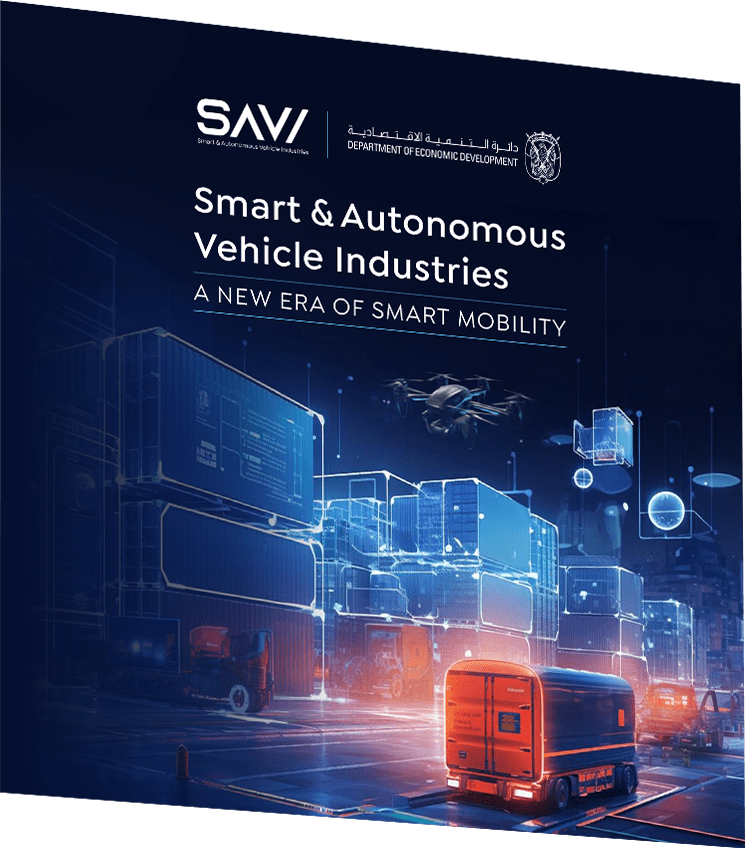 SAVI
Smart & Autonomous Vehicle Industries
دائرة التنمية الاقتصادية
DEPARTMENT OF ECONOMIC DEVELOPMENT
Smart & Autonomous
Vehicle Industries
A NEW ERA OF SMART MOBILITY